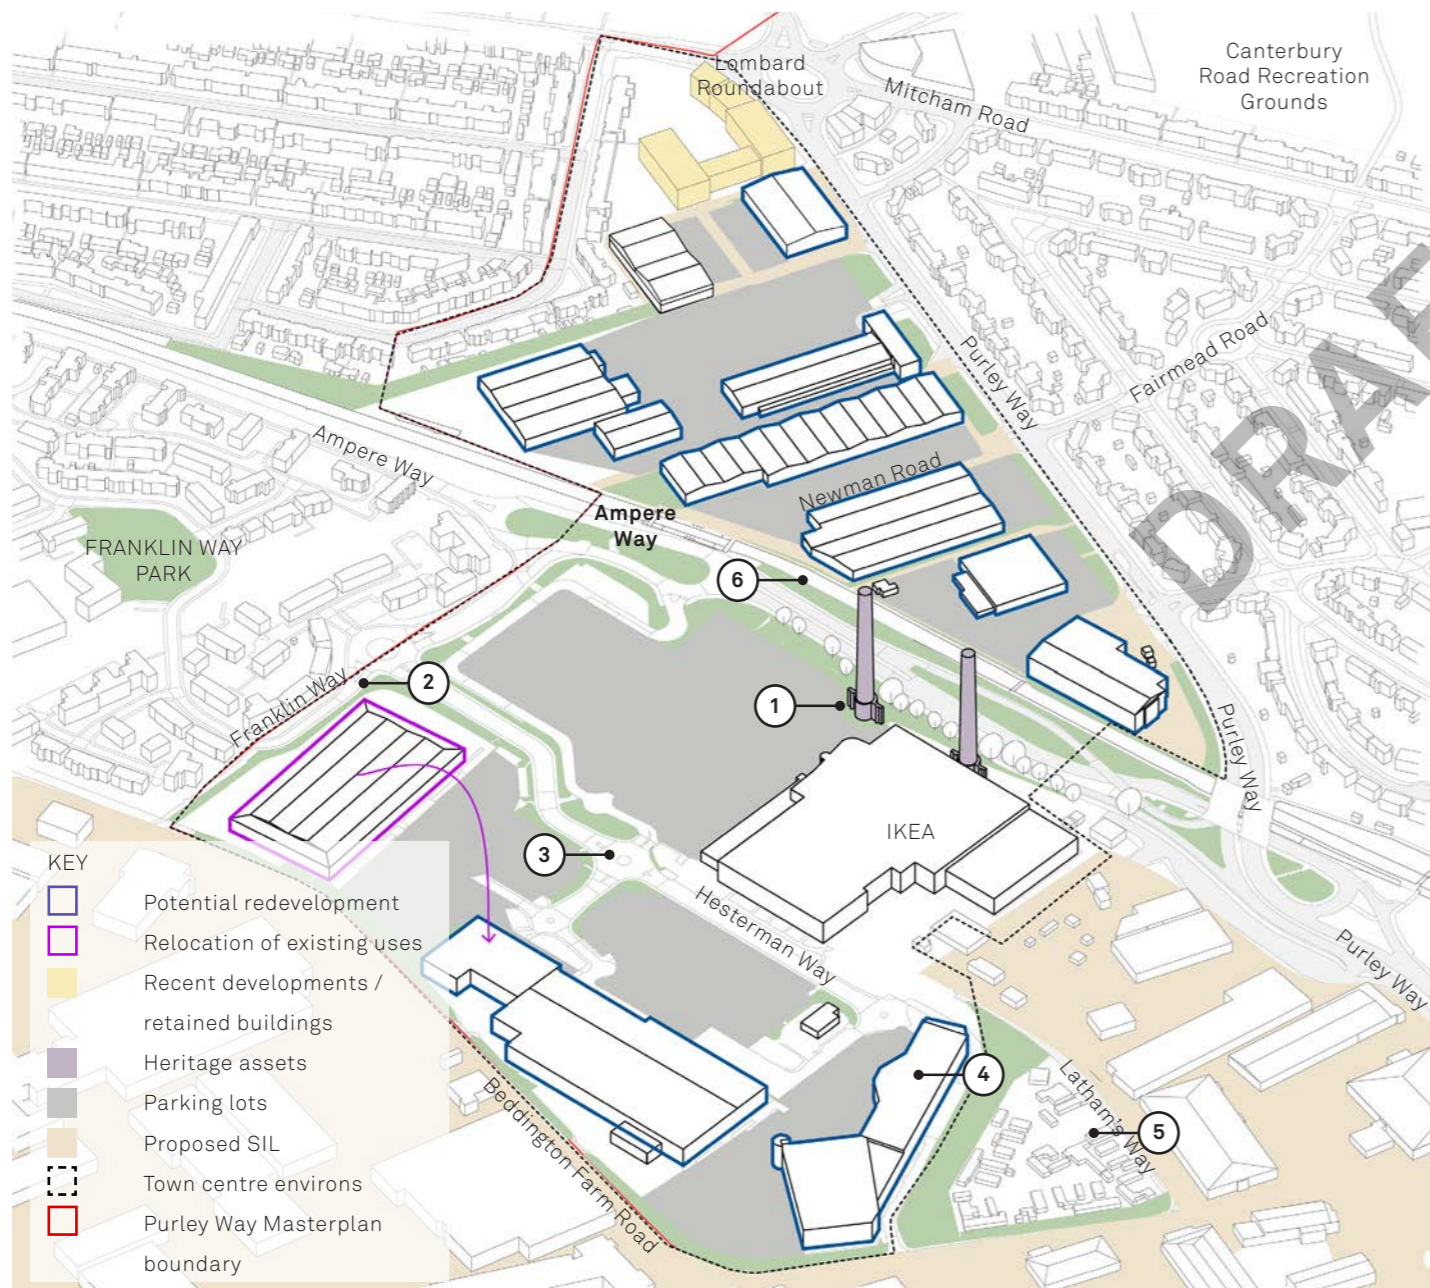 Canterbury
Road Recreation
Grounds
Lombard
Roundabout
Mitcham Road
Purley Way
Fairmead Road
DRAF
Ampere Way
Newman Road
Ampere
Way
FRANKLIN WAY
PARK
6
2
1
Franklin Way
Purley Way
IKEA
3
Hesterman Way
Purley Way
4
Latham's Way
5
Beddington Farm Road
KEY
Potential redevelopment
Relocation of existing uses
Recent developments /
retained buildings
Heritage assets
Parking lots
Proposed SIL
Town centre environs
Purley Way Masterplan
boundary